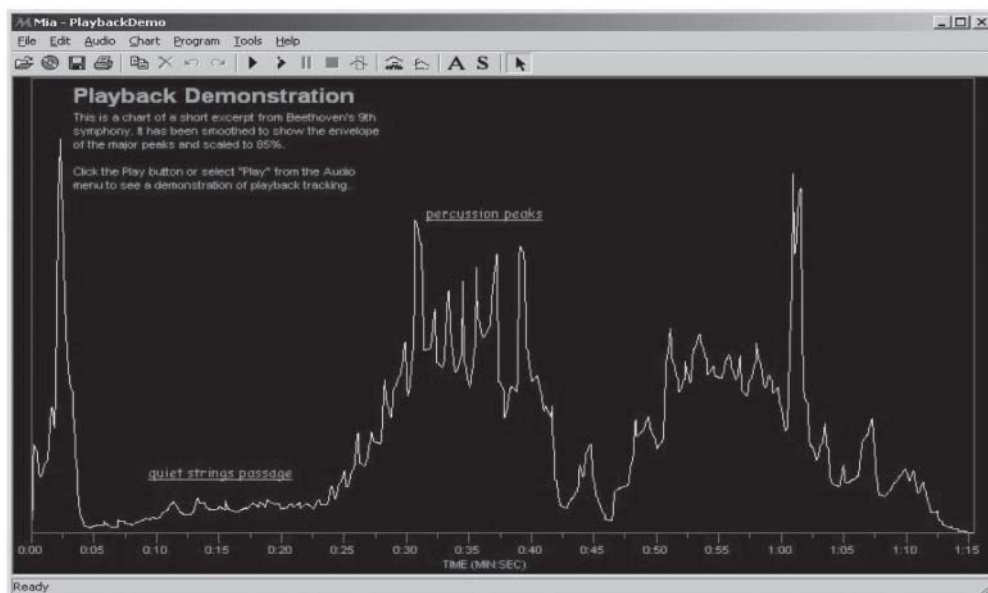 Mia - PlaybackDemo
File Edit Audio Chart Program Tools Help
A S
Playback Demonstration
This is a chart of a short excerpt from Beethoven's 9th
symphony. It has been smoothed to show the envelope
of the major peaks and scaled to 85%.
Click the Play button or select "Play" from the Audio
menu to see a demonstration of playback tracking.
percussion peaks
quiet strings passage
0:00 0:05 0:10 0:15 0:20 0:25 0:30 0:35 0:40 0:45 0:50 0:55 1:00 1:05 1:10 1:15
TIME (MIN:SEC)
Ready